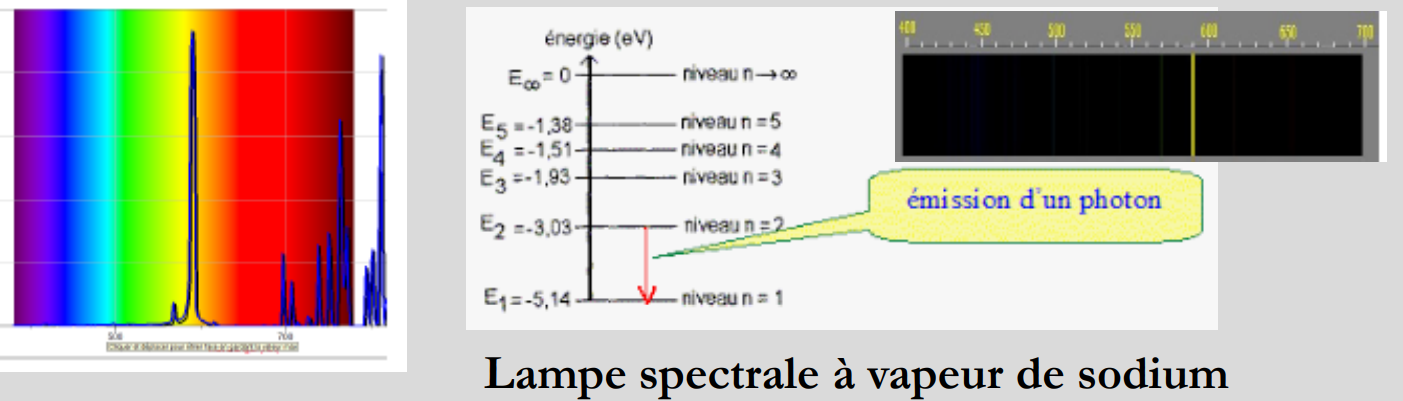 500
700
énergie (eV)
E∞ = 0
niveau n → ∞
E5 = -1,38
niveau n = 5
E4 = -1,51
niveau n = 4
E3 = -1,93
niveau n = 3
E2 = -3,03
niveau n = 2
E1 = -5,14
niveau n = 1
400 450 500 550 600 650 700
émission d'un photon
Lampe spectrale à vapeur de sodium